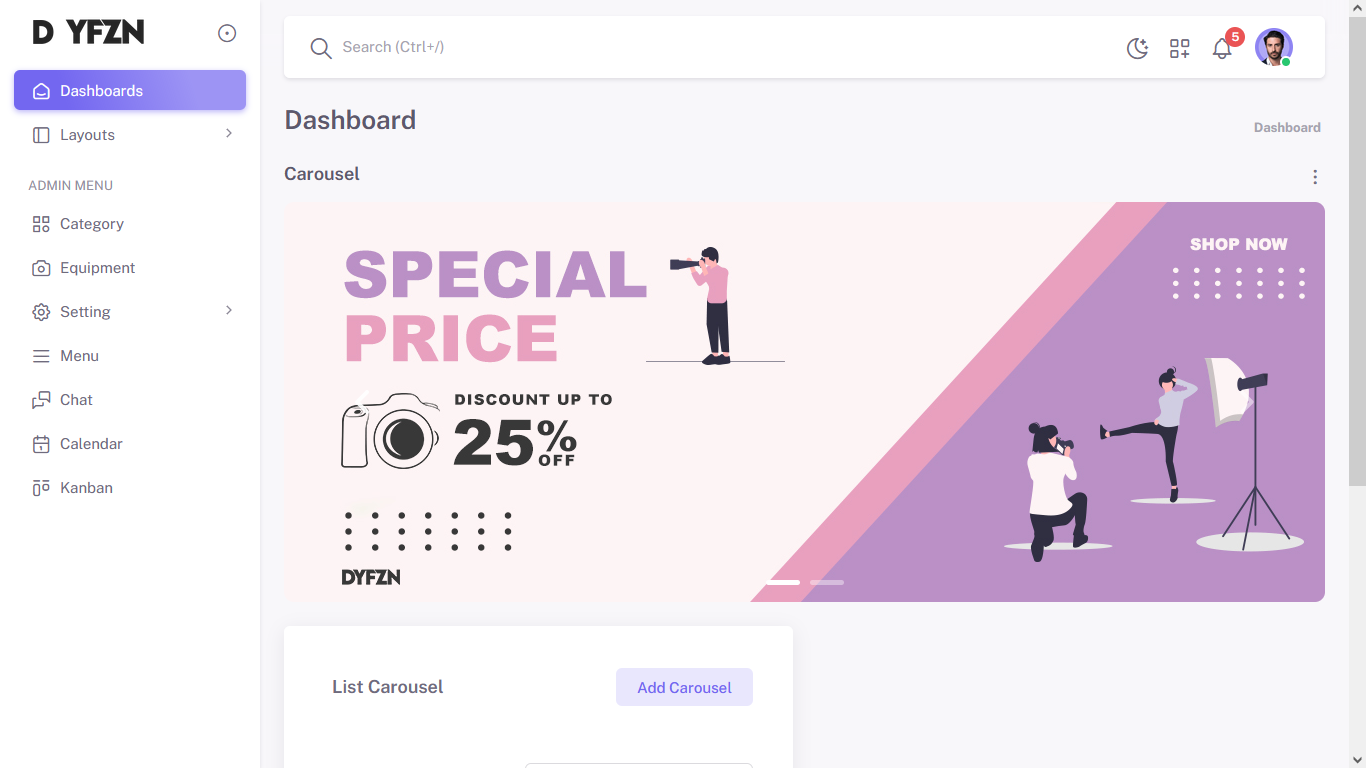 D YFZN
Dashboards
Layouts
ADMIN MENU
Category
Equipment
Setting
Menu
Chat
Calendar
Kanban
Search (Ctrl+/)
5
Dashboard
Dashboard
Carousel
SPECIAL
PRICE
DISCOUNT UP TO
25%
OFF
DYFZN
SHOP NOW
List Carousel
Add Carousel